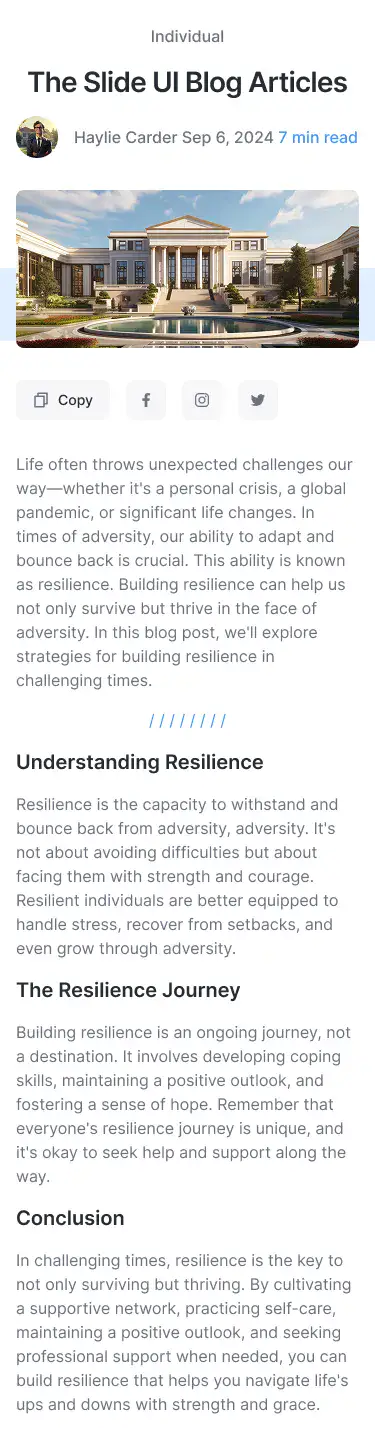 Individual
The Slide UI Blog Articles
Haylie Carder Sep 6, 2024 7 min read
Copy
Life often throws unexpected challenges our
way—whether it's a personal crisis, a global
pandemic, or significant life changes. In
times of adversity, our ability to adapt and
bounce back is crucial. This ability is known
as resilience. Building resilience can help us
not only survive but thrive in the face of
adversity. In this blog post, we'll explore
strategies for building resilience in
challenging times.
/ / / / / / / /
Understanding Resilience
Resilience is the capacity to withstand and
bounce back from adversity, adversity. It's
not about avoiding difficulties but about
facing them with strength and courage.
Resilient individuals are better equipped to
handle stress, recover from setbacks, and
even grow through adversity.
The Resilience Journey
Building resilience is an ongoing journey, not
a destination. It involves developing coping
skills, maintaining a positive outlook, and
fostering a sense of hope. Remember that
everyone's resilience journey is unique, and
it's okay to seek help and support along the
way.
Conclusion
In challenging times, resilience is the key to
not only surviving but thriving. By cultivating
a supportive network, practicing self-care,
maintaining a positive outlook, and seeking
professional support when needed, you can
build resilience that helps you navigate life's
ups and downs with strength and grace.